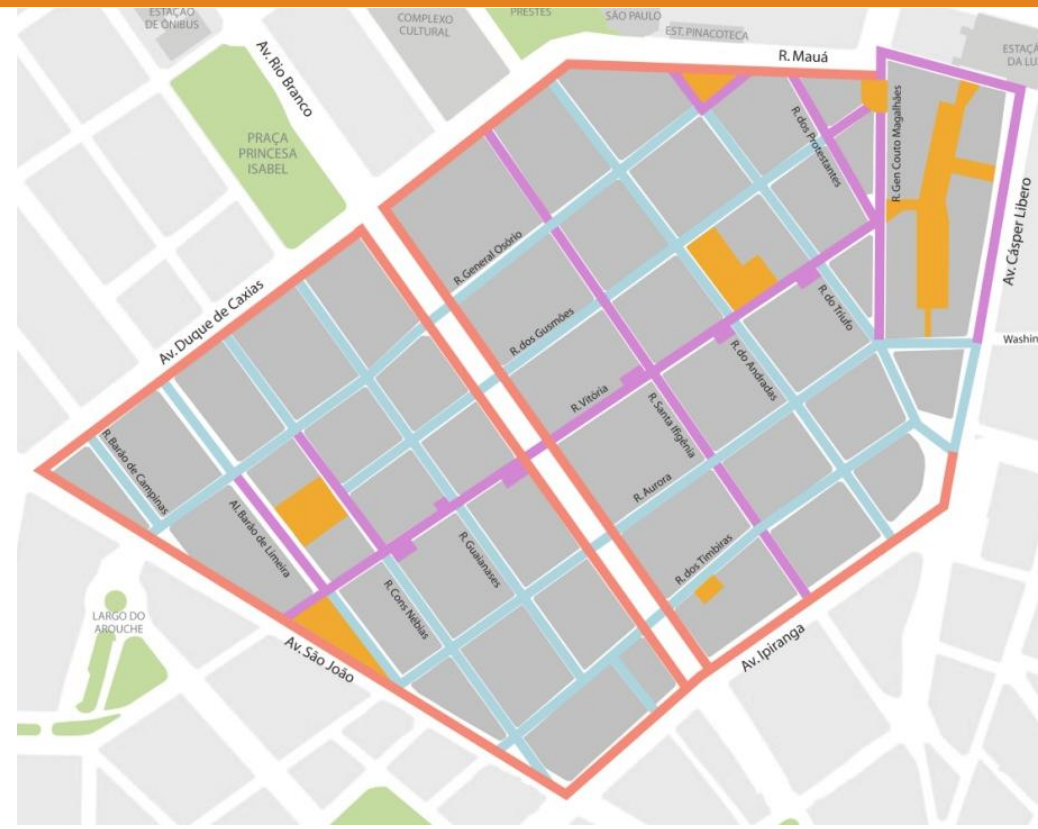 ESTAÇÃO
DE ÔNIBUS
COMPLEXO
CULTURAL
PRESTES
SÃO PAULO
EST. PINACOTECA
R. Mauá
Av. Rio Branco
PRAÇA
PRINCESA
ISABEL
R. dos Protestantes
R. Gen Couto Magalhães
Av. Cásper Libero
R. General Osório
R. dos Gusmões
R. do Triufo
Av. Duque de Caxias
R. Vitória
R. do Andradas
R. Santa Ifigênia
R. Barão de Campinas
Al. Barão de Limeira
R. Aurora
R. Guaianases
R. dos Timbiras
R. Cons Nébias
LARGO DO
AROUCHE
Av. São João
Av. Ipiranga